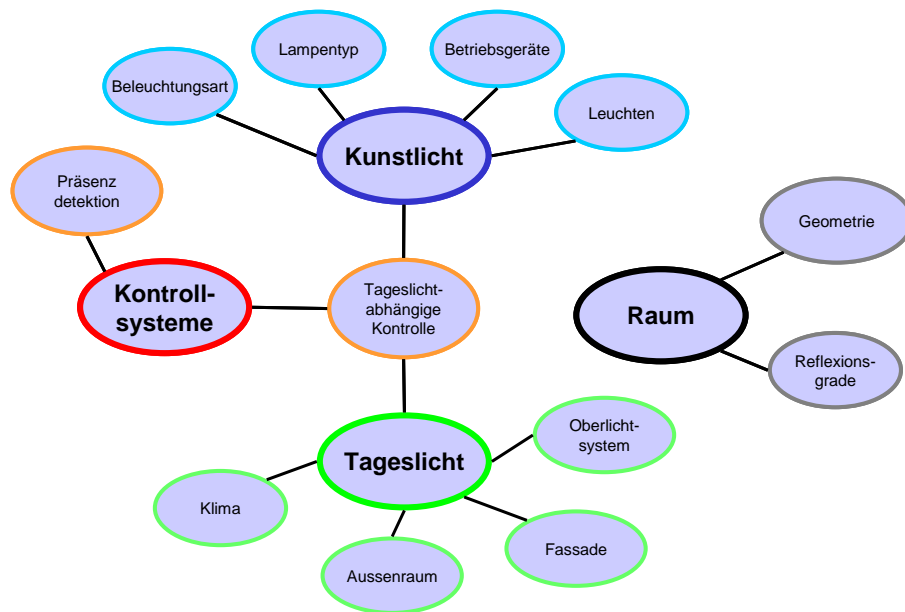 Lampentyp
Betriebsgeräte
Beleuchtungsart
Leuchten
Kunstlicht
Präsenz
detektion
Geometrie
Kontroll-
systeme
Tageslicht-
abhängige
Kontrolle
Raum
Reflexions-
grade
Oberlicht-
system
Tageslicht
Klima
Fassade
Aussenraum